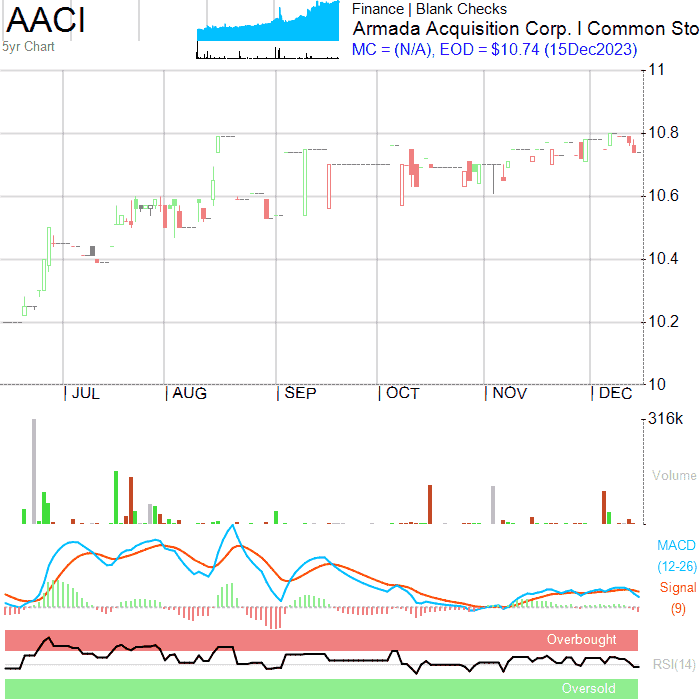 AACI
5yr Chart
Finance | Blank Checks
Armada Acquisition Corp. I Common Sto
MC = (N/A), EOD = $10.74 (15Dec2023)
11
10.8
10.6
10.4
10.2
10
| JUL | AUG | SEP | OCT | NOV | DEC
316k
Volume
MACD
(12-26)
Signal
(9)
Overbought
RSI(14)
Oversold